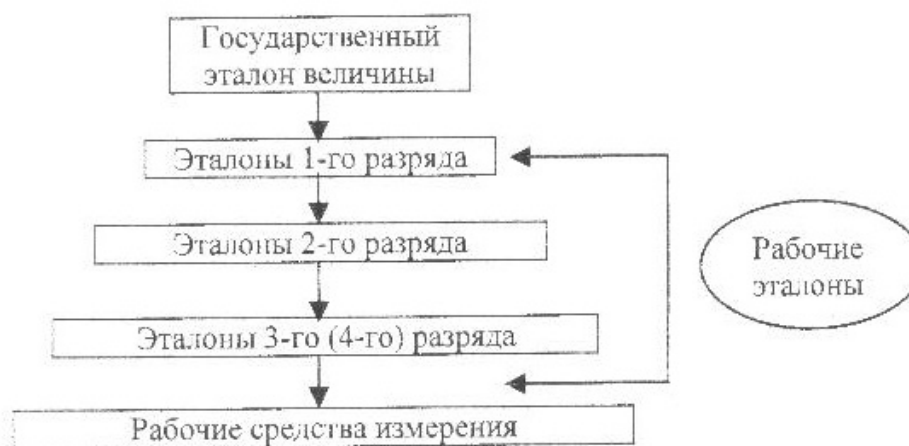 Государственный
эталон величины
Эталоны 1-го разряда
Эталоны 2-го разряда
Рабочие
эталоны
Эталоны 3-го (4-го) разряда
Рабочие средства измерения